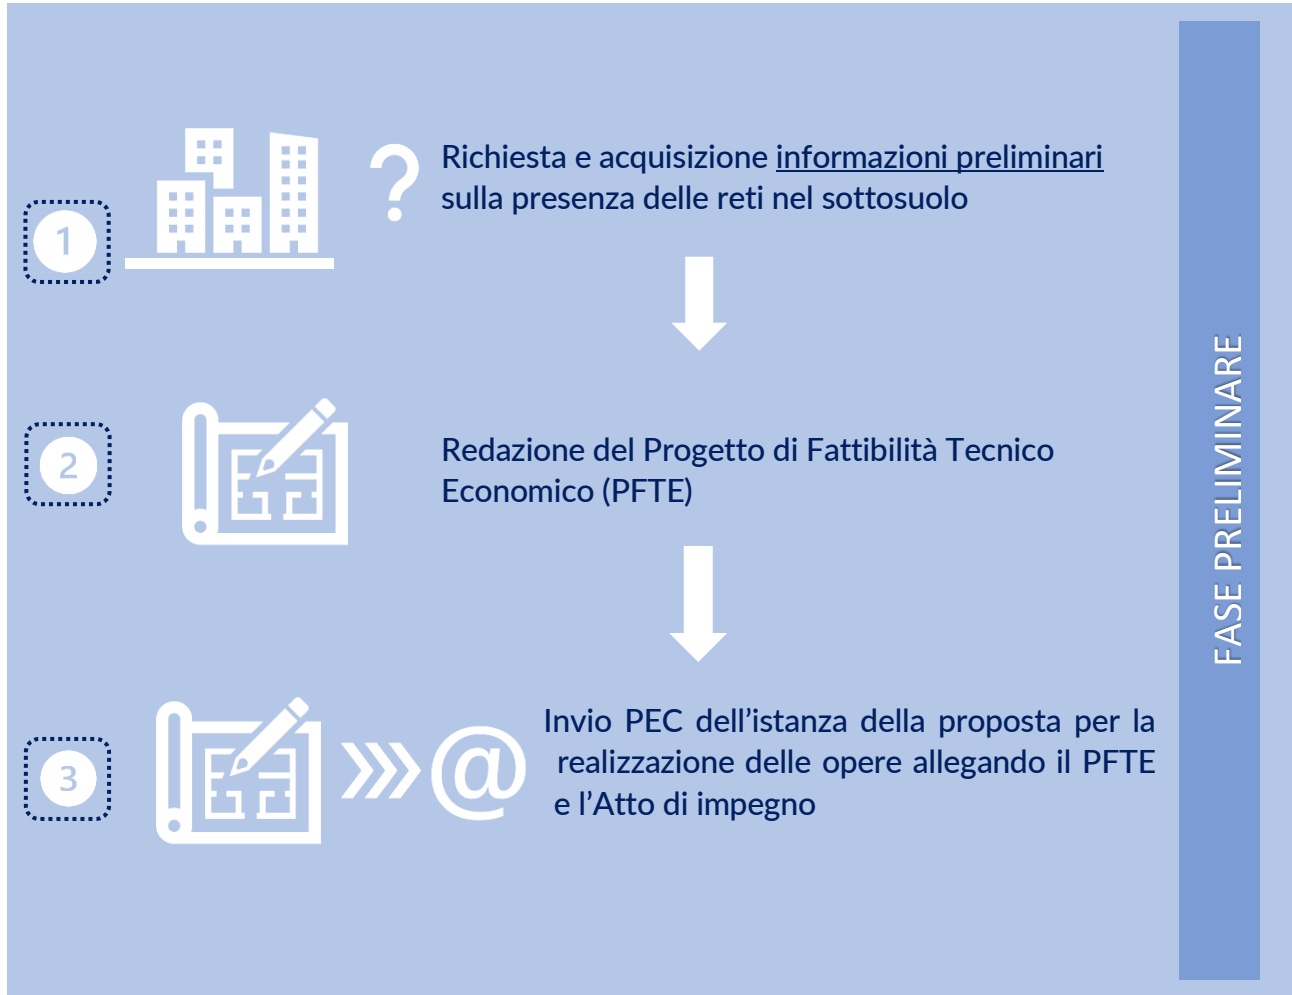 1
?
Richiesta e acquisizione informazioni preliminari
sulla presenza delle reti nel sottosuolo
2
Redazione del Progetto di Fattibilità Tecnico
Economico (PFTE)
3
@
Invio PEC dell’istanza della proposta per la
realizzazione delle opere allegando il PFTE
e l’Atto di impegno
FASE PRELIMINARE